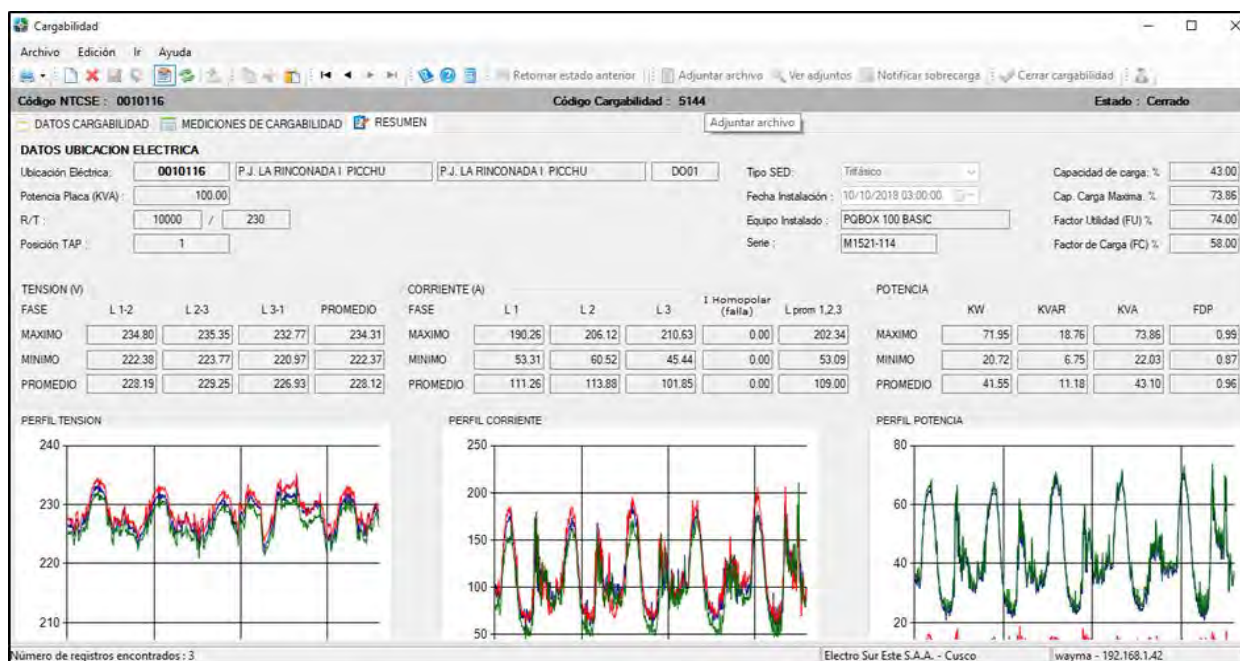 Cargabilidad
Archivo Edición Ir Ayuda
Retornar estado anterior Adjuntar archivo Ver adjuntos Notificar sobrecarga Cerrar cargabilidad
Código NTCSE : 0010116 Código Cargabilidad : 5144 Estado : Cerrado
DATOS CARGABILIDAD MEDICIONES DE CARGABILIDAD RESUMEN Adjuntar archivo
DATOS UBICACION ELECTRICA
Ubicación Eléctrica: 0010116 P.J. LA RINCONADA I PICCHU P.J. LA RINCONADA I PICCHU DO01 Tipo SED: Trifásico Capacidad de carga: % 43.00
Potencia Placa (KVA) : 100.00 Fecha Instalación : 10/10/2018 03:00:00 Cap. Carga Maxima. % 73.86
R/T : 10000 / 230 Equipo Instalado : PQBOX 100 BASIC Factor Utilidad (FU) % 74.00
Posición TAP : 1 Serie : M1521-114 Factor de Carga (FC) % 58.00
TENSION (V) CORRIENTE (A) POTENCIA
FASE L 1-2 L 2-3 L 3-1 PROMEDIO FASE L 1 L 2 L 3 I Homopolar (falla) L prom 1,2,3 KW KVAR KVA FDP
MAXIMO 234.80 235.35 232.77 234.31 MAXIMO 190.26 206.12 210.63 0.00 202.34 MAXIMO 71.95 18.76 73.86 0.99
MINIMO 222.38 223.77 220.97 222.37 MINIMO 53.31 60.52 45.44 0.00 53.09 MINIMO 20.72 6.75 22.03 0.87
PROMEDIO 228.19 229.25 226.93 228.12 PROMEDIO 111.26 113.88 101.85 0.00 109.00 PROMEDIO 41.55 11.18 43.10 0.96
PERFIL TENSION PERFIL CORRIENTE PERFIL POTENCIA
240 250 80
230 200 60
220 150 40
210 100 20
50
Número de registros encontrados : 3 Electro Sur Este S.A.A. - Cusco wayma - 192.168.1.42